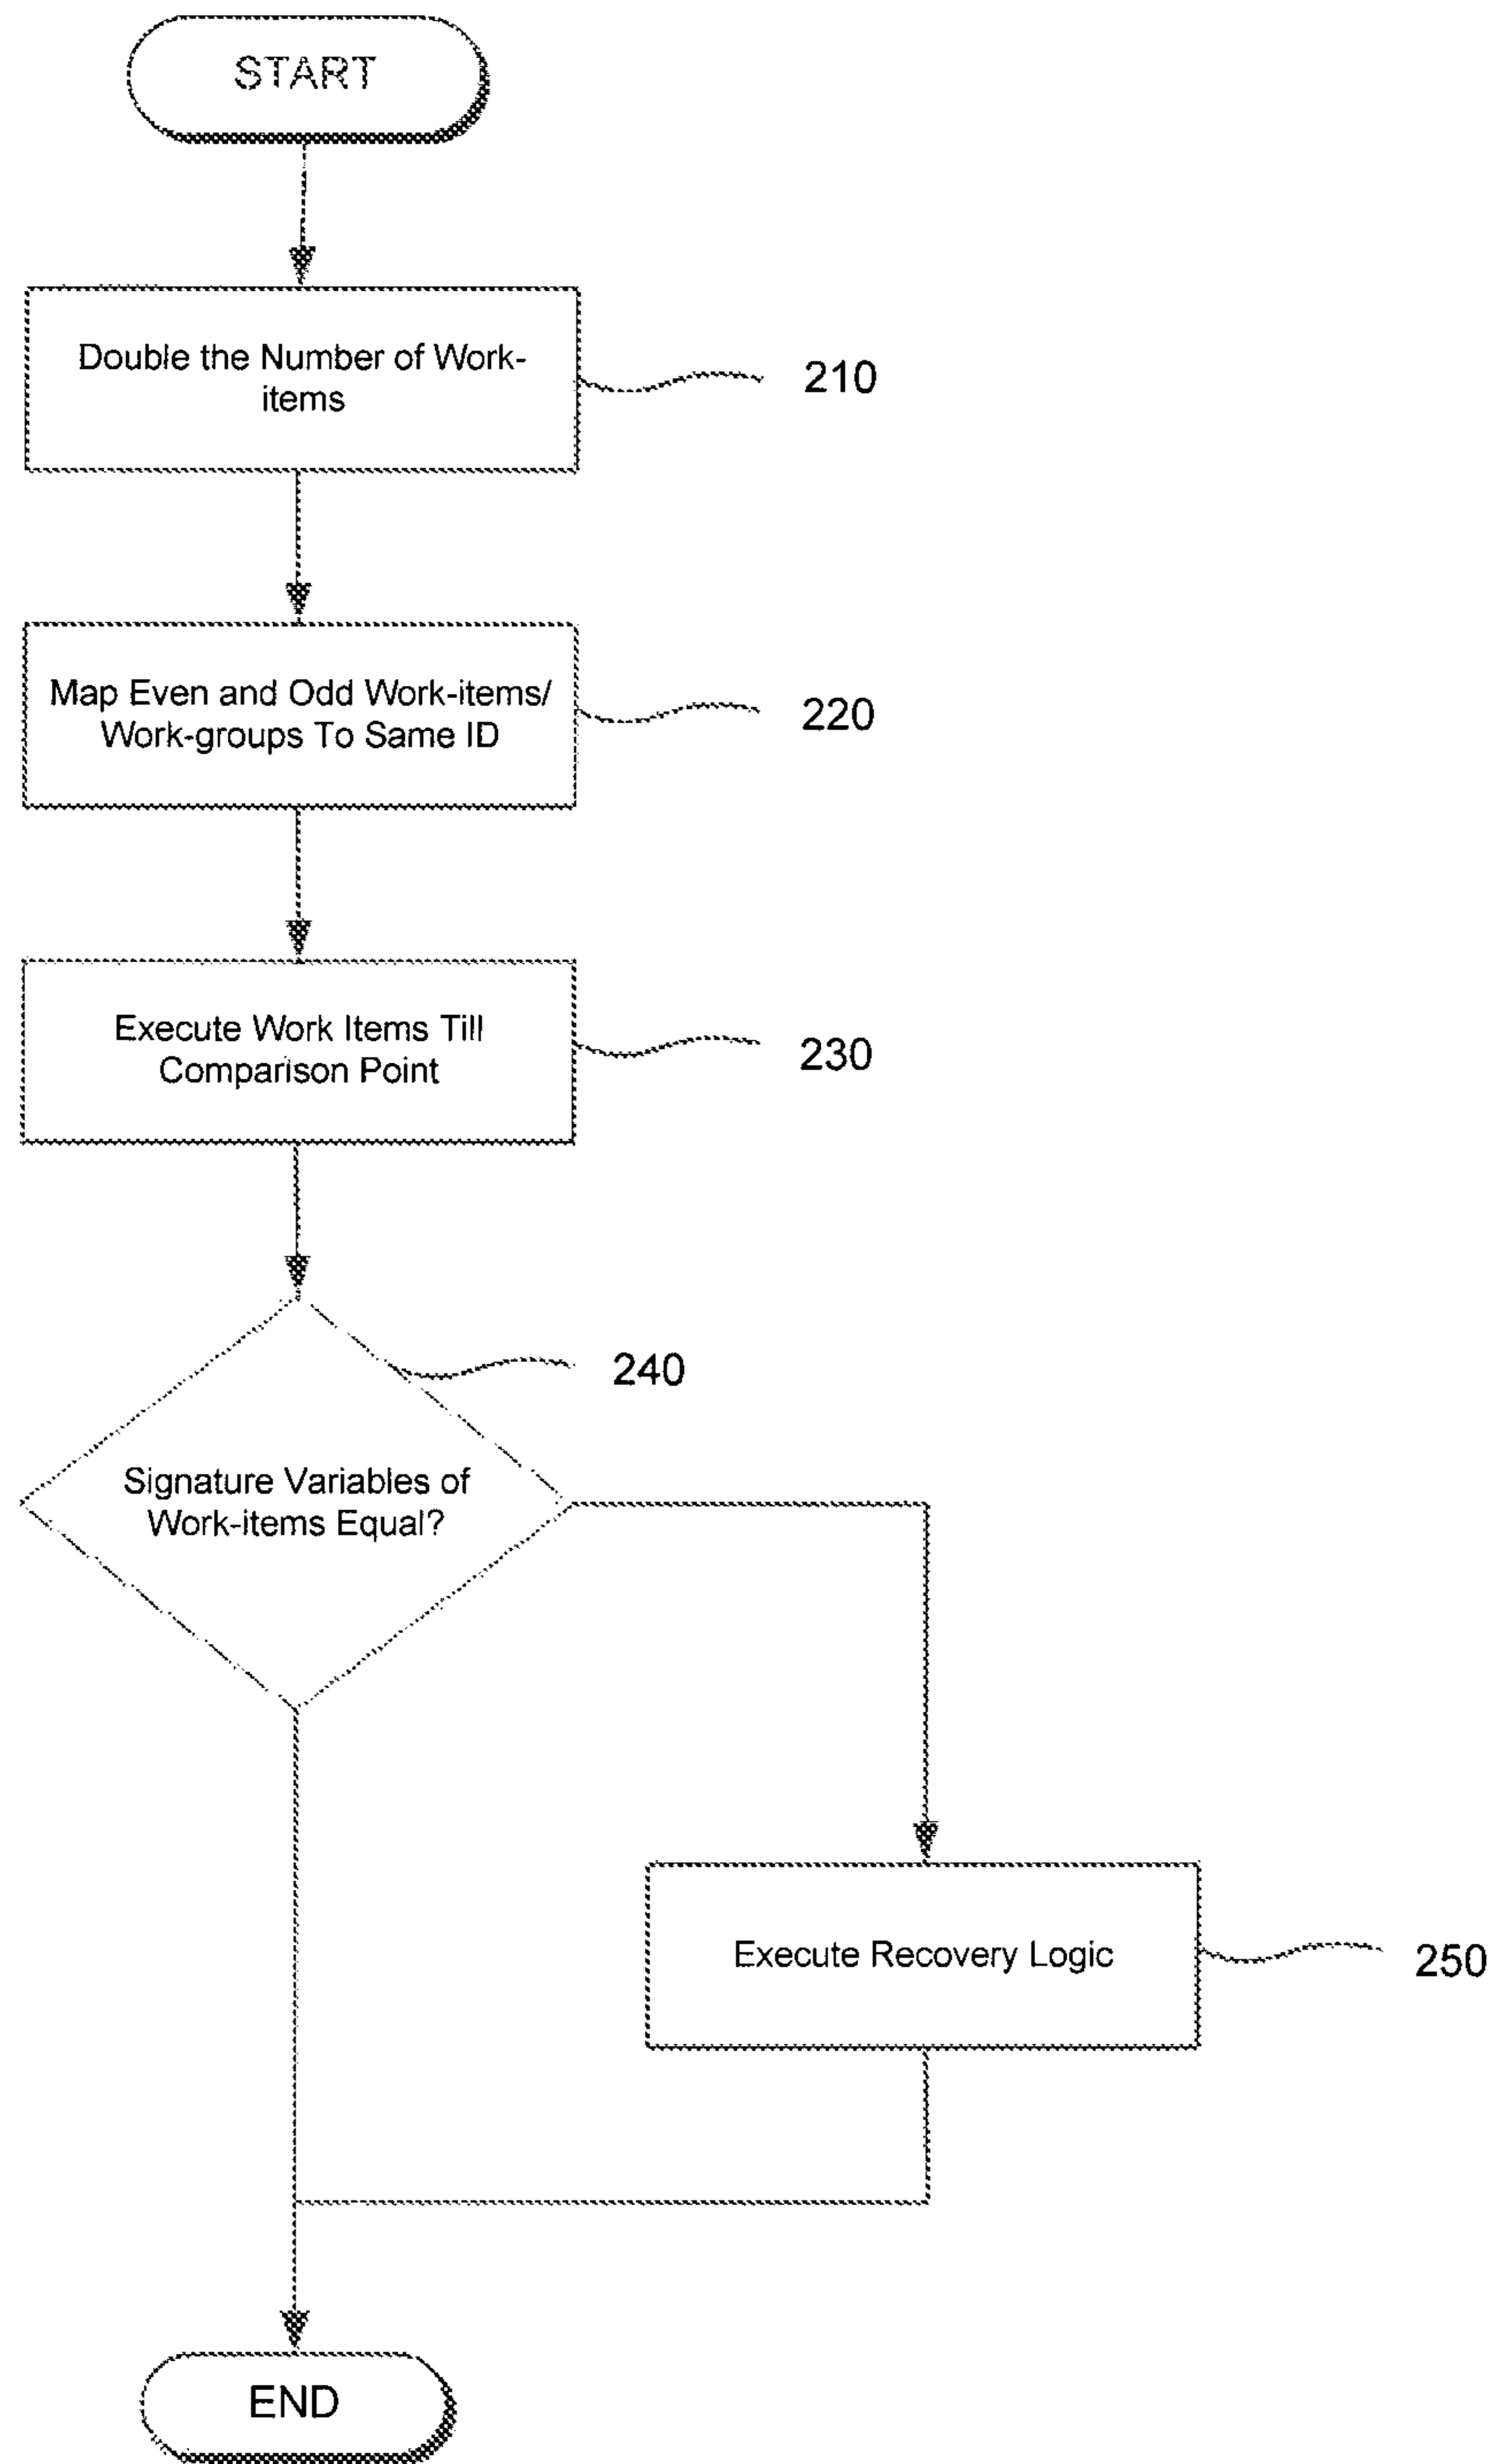 START
Double the Number of Work-
items
210
Map Even and Odd Work-items/
Work-groups To Same ID
220
Execute Work Items Till
Comparison Point
230
240
Signature Variables of
Work-items Equal?
Execute Recovery Logic
250
END